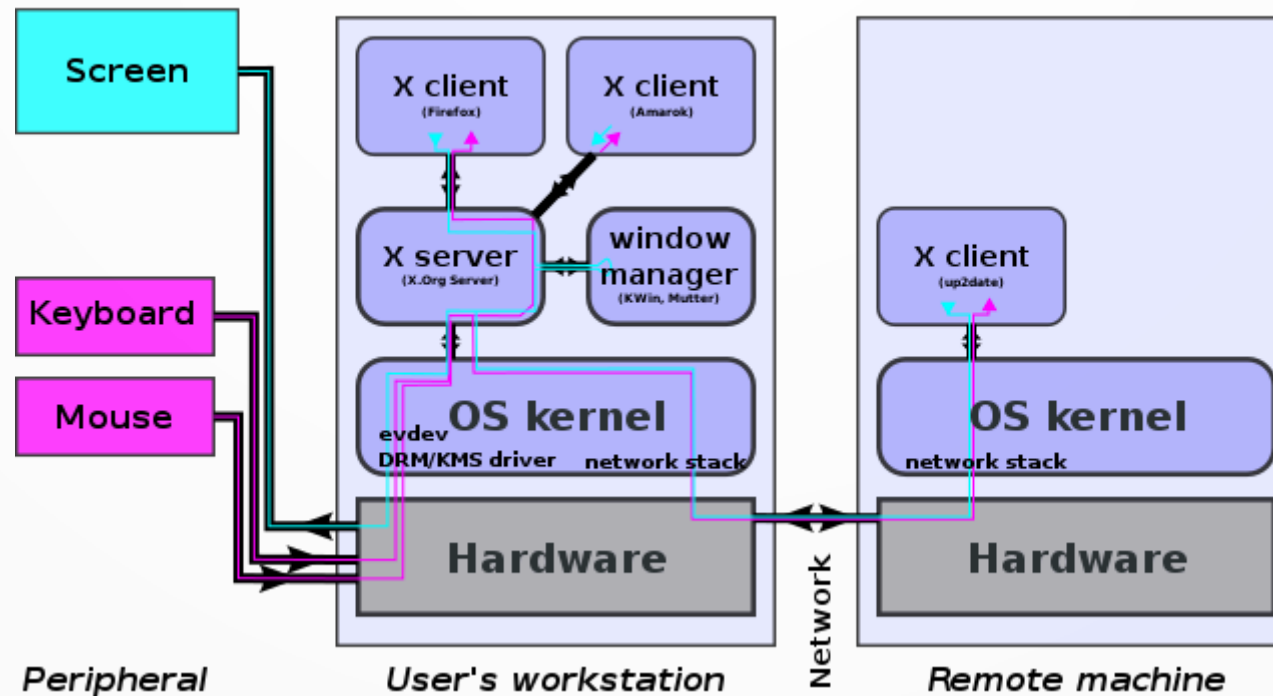 Screen
Keyboard
Mouse
X client
(Firefox)
X client
(Amarok)
X server
(X.Org Server)
window
manager
(KWin, Mutter)
OS kernel
evdev
DRM/KMS driver
network stack
Hardware
Network
X client
(up2date)
OS kernel
network stack
Hardware
Peripheral
User's workstation
Remote machine